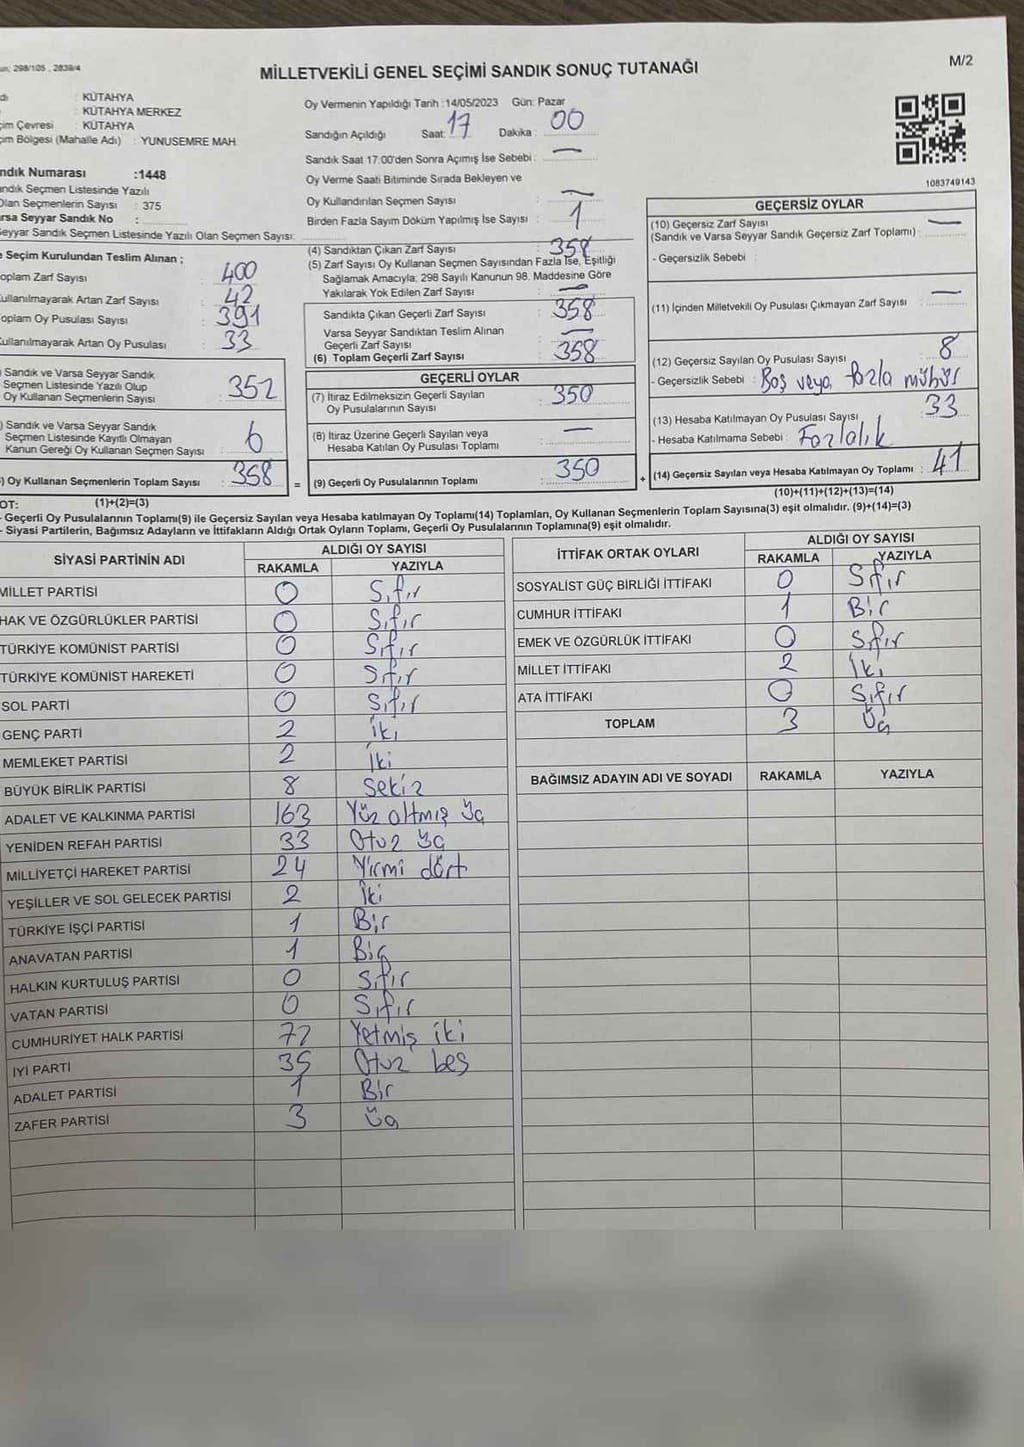 un: 298/105 , 2839/4
MİLLETVEKİLİ GENEL SEÇİMİ SANDIK SONUÇ TUTANAĞI
M/2
dı : KÜTAHYA
: KÜTAHYA MERKEZ
çim Çevresi : KÜTAHYA
çim Bölgesi (Mahalle Adı) : YUNUSEMRE MAH.
ndık Numarası :1448
andık Seçmen Listesinde Yazılı
Olan Seçmenlerin Sayısı : 375
arsa Seyyar Sandık No :
Seyyar Sandık Seçmen Listesinde Yazılı Olan Seçmen Sayısı:
Oy Vermenin Yapıldığı Tarih :14/05/2023 Gün: Pazar
Sandığın Açıldığı Saat: 17 Dakika : 00
Sandık Saat 17:00'den Sonra Açımış İse Sebebi : —
Oy Verme Saati Bitiminde Sırada Bekleyen ve
Oy Kullandırılan Seçmen Sayısı : —
Birden Fazla Sayım Döküm Yapılmış İse Sayısı : 1
1083749143
e Seçim Kurulundan Teslim Alınan ;
oplam Zarf Sayısı : 400
ullanılmayarak Artan Zarf Sayısı : 42
oplam Oy Pusulası Sayısı : 391
ullanılmayarak Artan Oy Pusulası : 33
) Sandık ve Varsa Seyyar Sandık
Seçmen Listesinde Yazılı Olup
Oy Kullanan Seçmenlerin Sayısı : 352
) Sandık ve Varsa Seyyar Sandık
Seçmen Listesinde Kayıtlı Olmayan
Kanun Gereği Oy Kullanan Seçmen Sayısı : 6
) Oy Kullanan Seçmenlerin Toplam Sayısı : 358
(4) Sandıktan Çıkan Zarf Sayısı : 358
(5) Zarf Sayısı Oy Kullanan Seçmen Sayısından Fazla İse, Eşitliği
Sağlamak Amacıyla; 298 Sayılı Kanunun 98. Maddesine Göre
Yakılarak Yok Edilen Zarf Sayısı : —
Sandıkta Çıkan Geçerli Zarf Sayısı : 358
Varsa Seyyar Sandıktan Teslim Alınan
Geçerli Zarf Sayısı : —
(6) Toplam Geçerli Zarf Sayısı : 358
GEÇERLİ OYLAR
(7) İtiraz Edilmeksizin Geçerli Sayılan
Oy Pusulalarının Sayısı : 350
(8) İtiraz Üzerine Geçerli Sayılan veya
Hesaba Katılan Oy Pusulası Toplamı : —
= (9) Geçerli Oy Pusulalarının Toplamı : 350
GEÇERSİZ OYLAR
(10) Geçersiz Zarf Sayısı
(Sandık ve Varsa Seyyar Sandık Geçersiz Zarf Toplamı) : —
- Geçersizlik Sebebi :
(11) İçinden Milletvekili Oy Pusulası Çıkmayan Zarf Sayısı : —
(12) Geçersiz Sayılan Oy Pusulası Sayısı : 8
- Geçersizlik Sebebi : Boş veya fazla mühür
(13) Hesaba Katılmayan Oy Pusulası Sayısı : 33
- Hesaba Katılmama Sebebi : Fazlalık
+ (14) Geçersiz Sayılan veya Hesaba Katılmayan Oy Toplamı : 41
OT: (1)+(2)=(3)
(10)+(11)+(12)+(13)=(14)
- Geçerli Oy Pusulalarının Toplamı(9) ile Geçersiz Sayılan veya Hesaba katılmayan Oy Toplamı(14) Toplamları, Oy Kullanan Seçmenlerin Toplam Sayısına(3) eşit olmalıdır. (9)+(14)=(3)
- Siyasi Partilerin, Bağımsız Adayların ve İttifakların Aldığı Ortak Oyların Toplamı, Geçerli Oy Pusulalarının Toplamına(9) eşit olmalıdır.
SİYASİ PARTİNİN ADI ALDIĞI OY SAYISI
RAKAMLA YAZIYLA
MİLLET PARTİSİ 0 Sıfır
HAK VE ÖZGÜRLÜKLER PARTİSİ 0 Sıfır
TÜRKİYE KOMÜNİST PARTİSİ 0 Sıfır
TÜRKİYE KOMÜNİST HAREKETİ 0 Sıfır
SOL PARTİ 0 Sıfır
GENÇ PARTİ 2 iki
MEMLEKET PARTİSİ 2 İki
BÜYÜK BİRLİK PARTİSİ 8 sekiz
ADALET VE KALKINMA PARTİSİ 163 Yüz altmış üç
YENİDEN REFAH PARTİSİ 33 Otuz üç
MİLLİYETÇİ HAREKET PARTİSİ 24 Yirmi dört
YEŞİLLER VE SOL GELECEK PARTİSİ 2 İki
TÜRKİYE İŞÇİ PARTİSİ 1 Bir
ANAVATAN PARTİSİ 1 Bir
HALKIN KURTULUŞ PARTİSİ 0 Sıfır
VATAN PARTİSİ 0 Sıfır
CUMHURİYET HALK PARTİSİ 72 Yetmiş iki
İYİ PARTİ 35 Otuz beş
ADALET PARTİSİ 1 Bir
ZAFER PARTİSİ 3 üç
İTTİFAK ORTAK OYLARI ALDIĞI OY SAYISI
RAKAMLA YAZIYLA
SOSYALİST GÜÇ BİRLİĞİ İTTİFAKI 0 Sıfır
CUMHUR İTTİFAKI 1 Bir
EMEK VE ÖZGÜRLÜK İTTİFAKI 0 Sıfır
MİLLET İTTİFAKI 2 İki
ATA İTTİFAKI 0 Sıfır
TOPLAM 3 Üç
BAĞIMSIZ ADAYIN ADI VE SOYADI RAKAMLA YAZIYLA